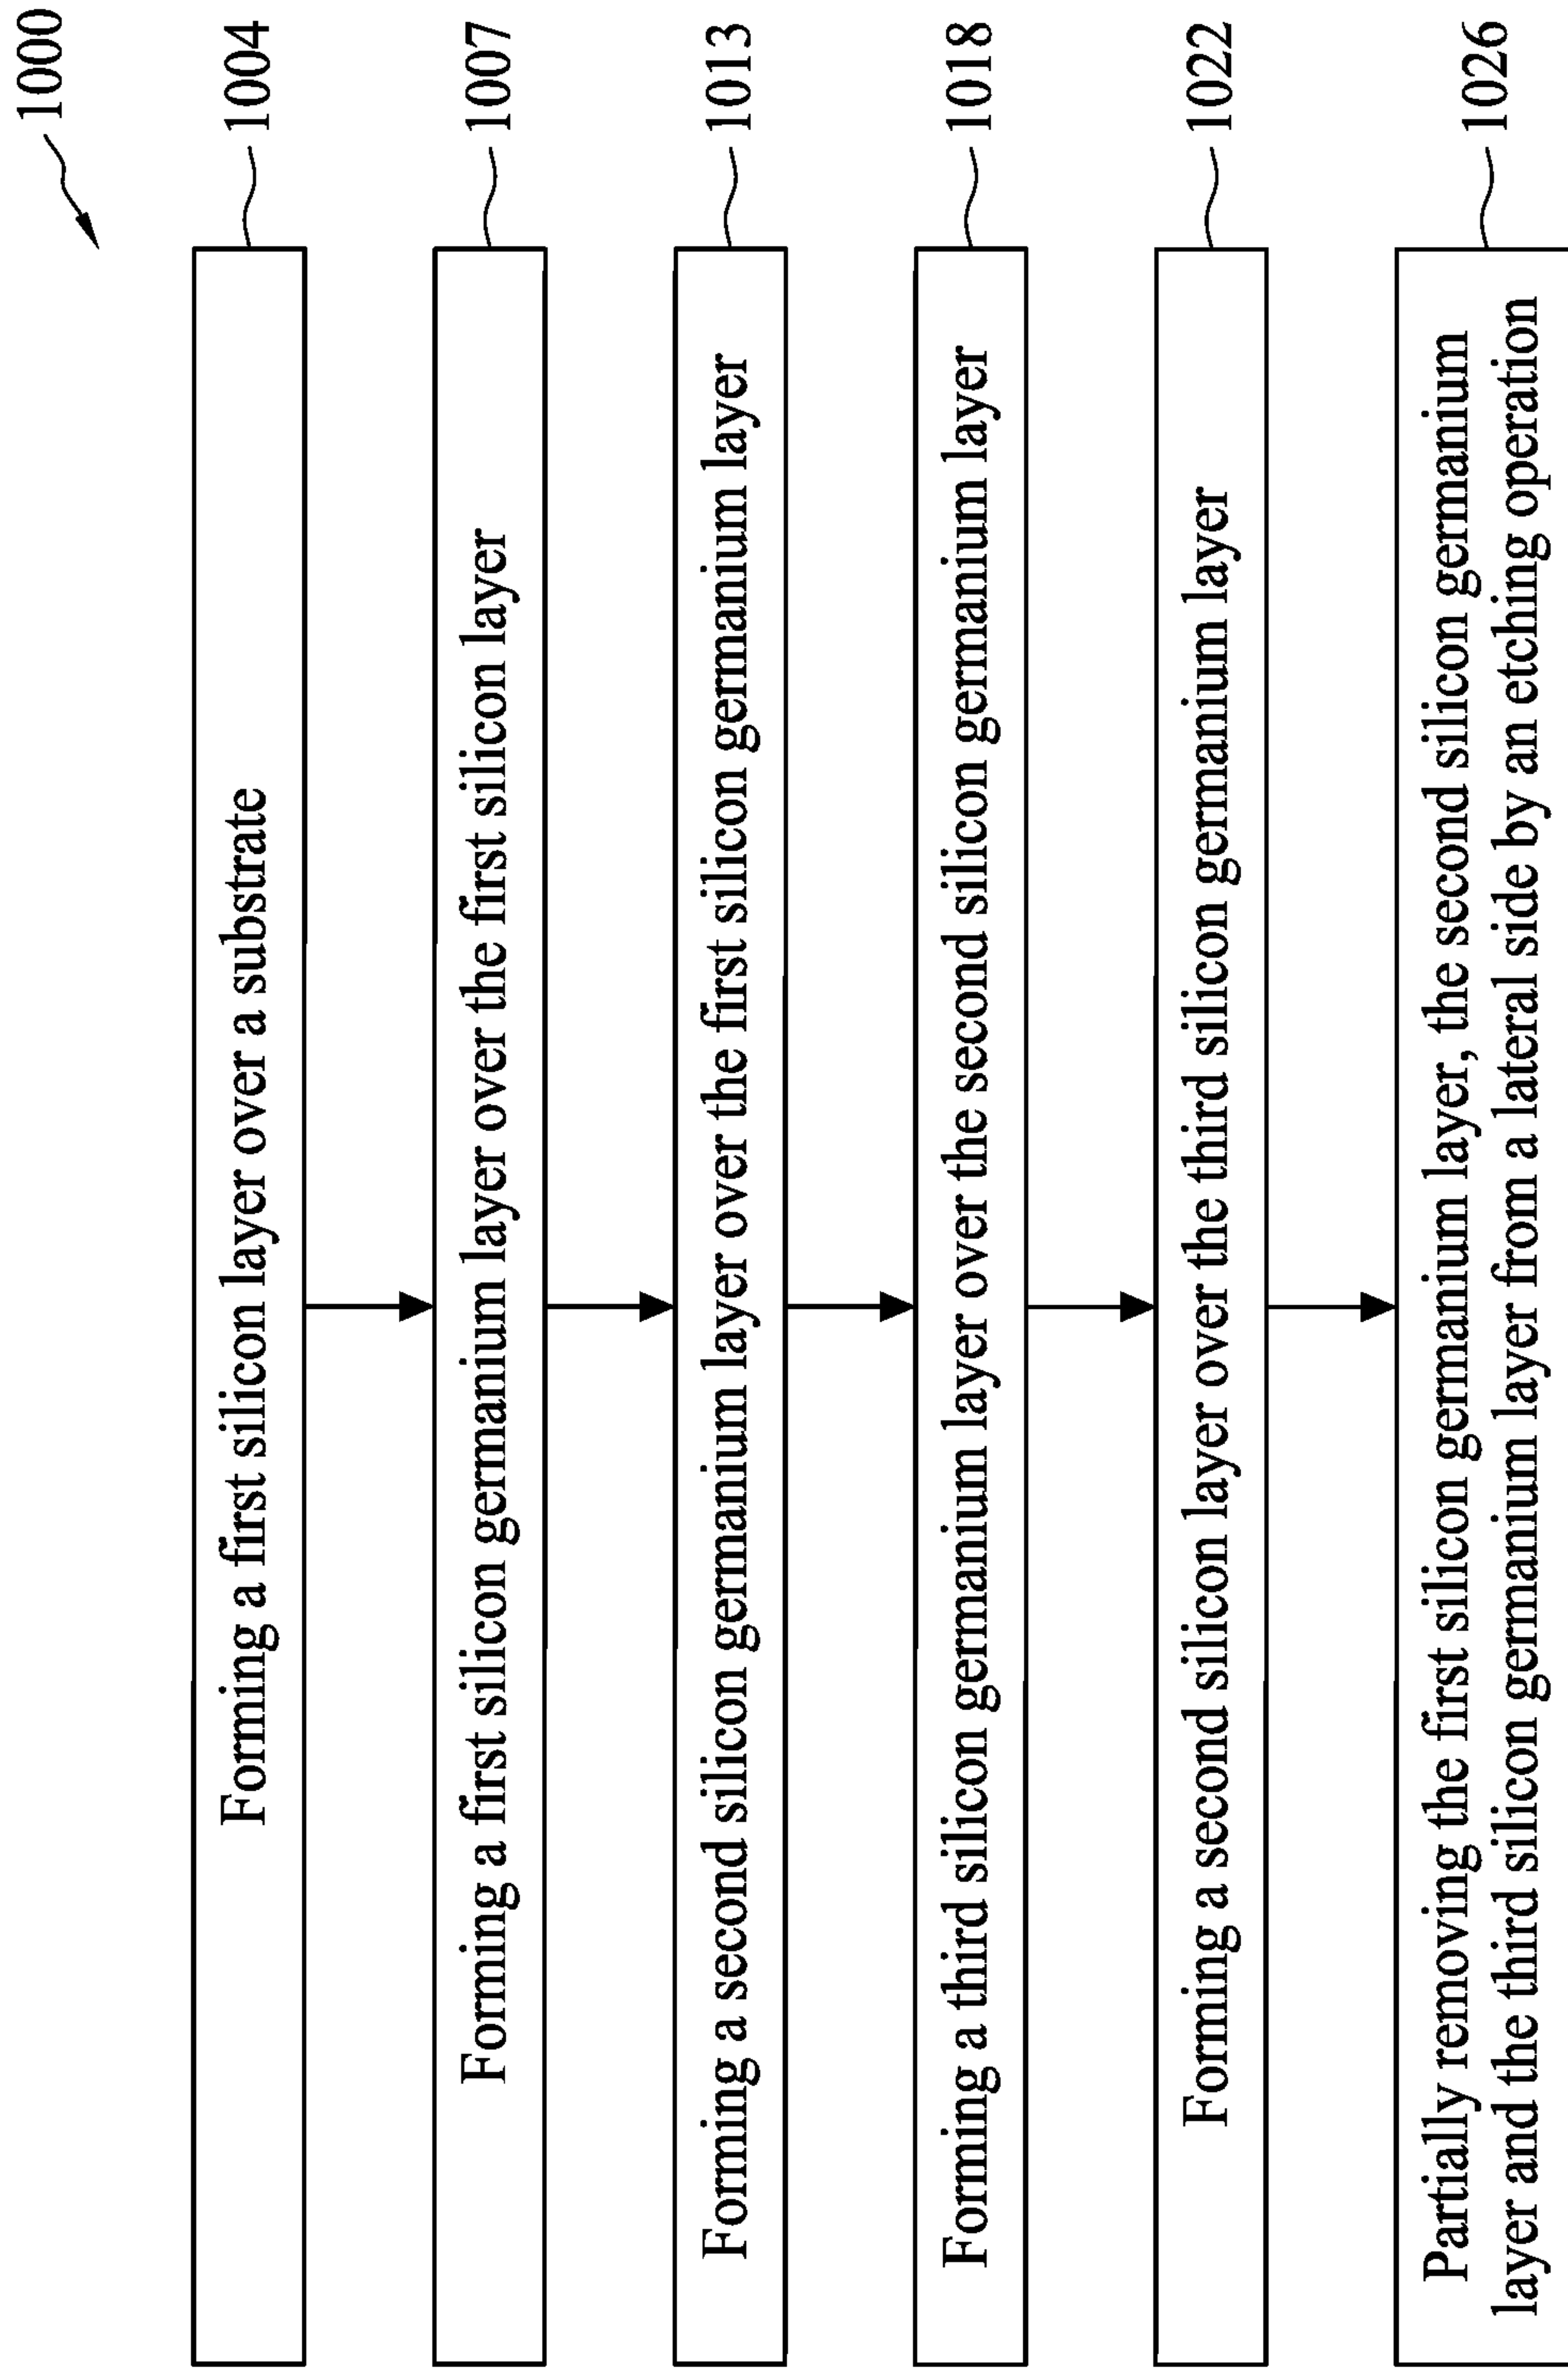 1000
Forming a first silicon layer over a substrate
1004
Forming a first silicon germanium layer over the first silicon layer
1007
Forming a second silicon germanium layer over the first silicon germanium layer
1013
Forming a third silicon germanium layer over the second silicon germanium layer
1018
Forming a second silicon layer over the third silicon germanium layer
1022
Partially removing the first silicon germanium layer, the second silicon germanium
layer and the third silicon germanium layer from a lateral side by an etching operation
1026